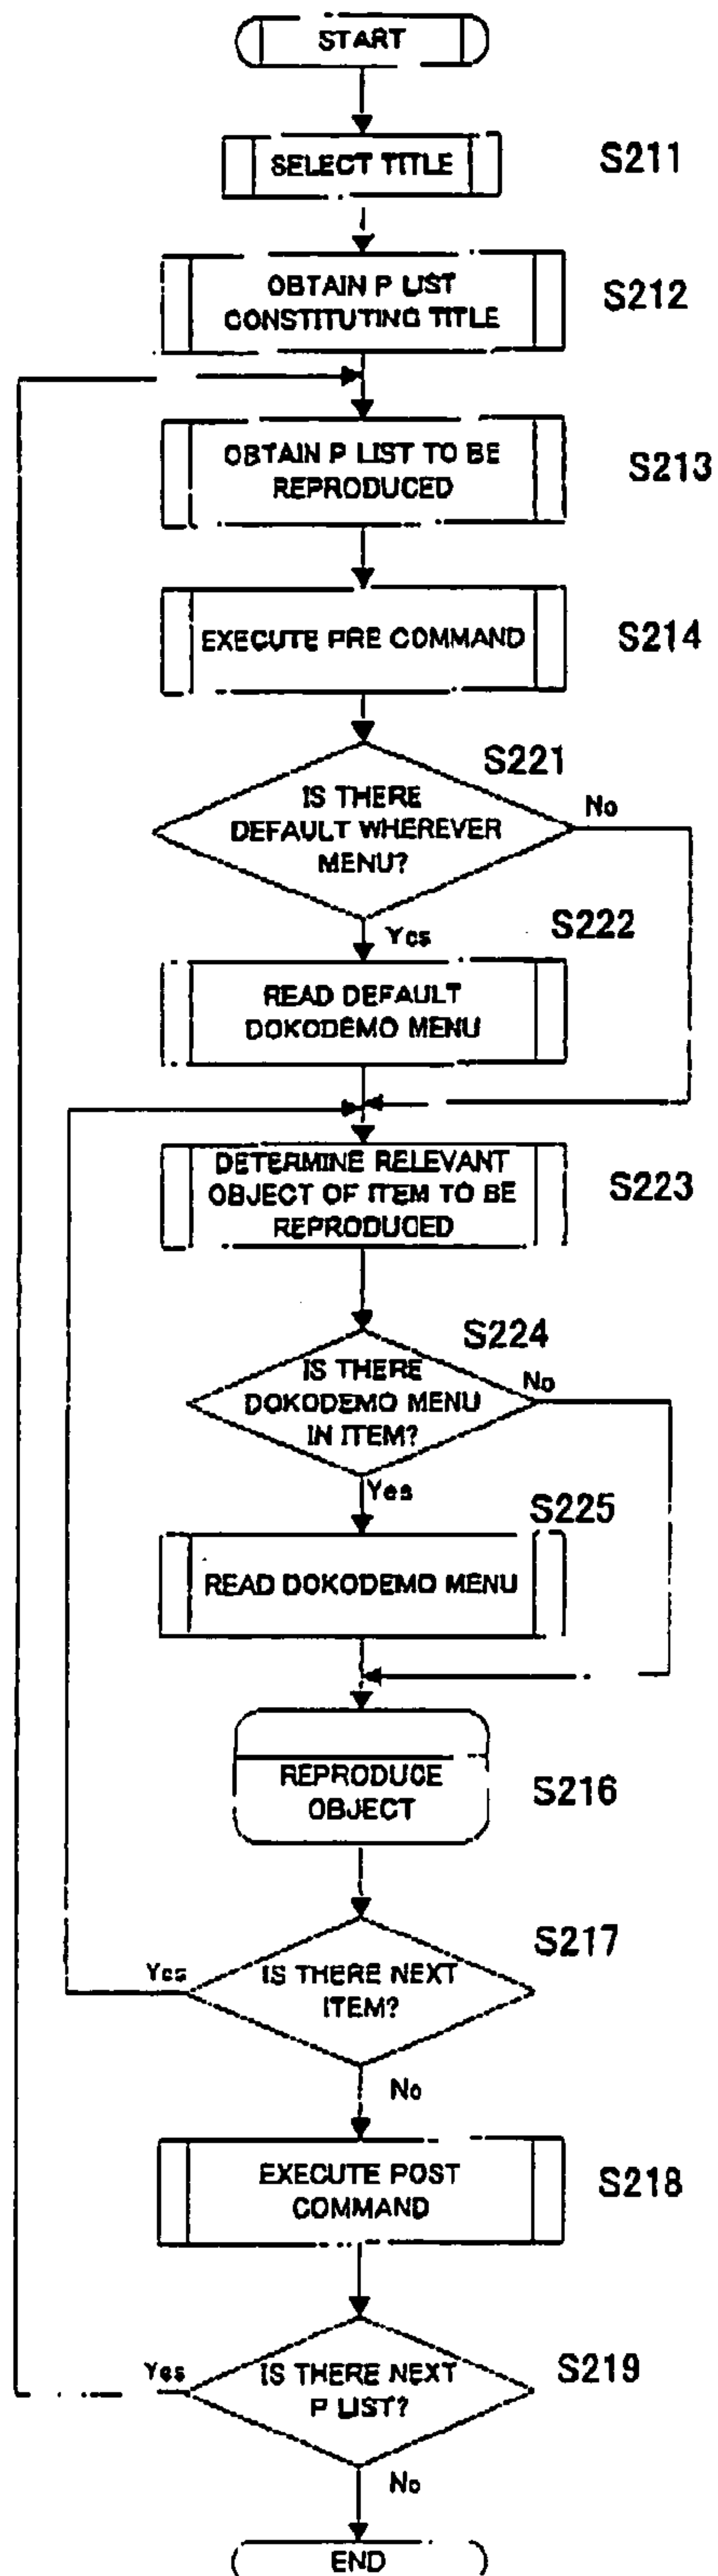 START
SELECT TITLE
S211
OBTAIN P LIST
CONSTITUTING TITLE
S212
OBTAIN P LIST TO BE
REPRODUCED
S213
EXECUTE PRE COMMAND
S214
S221
IS THERE
DEFAULT WHEREVER
MENU?
No
Yes
S222
READ DEFAULT
DOKODEMO MENU
DETERMINE RELEVANT
OBJECT OF ITEM TO BE
REPRODUCED
S223
S224
IS THERE
DOKODEMO MENU
IN ITEM?
No
Yes
S225
READ DOKODEMO MENU
REPRODUCE
OBJECT
S216
S217
IS THERE NEXT
ITEM?
Yes
No
EXECUTE POST
COMMAND
S218
S219
IS THERE NEXT
P LIST?
Yes
No
END